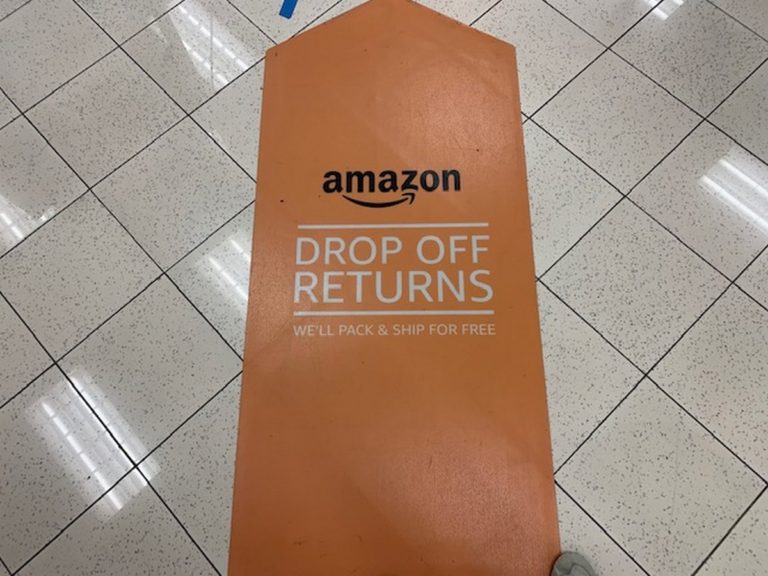 amazon
DROP OFF
RETURNS
WE'LL PACK & SHIP FOR FREE